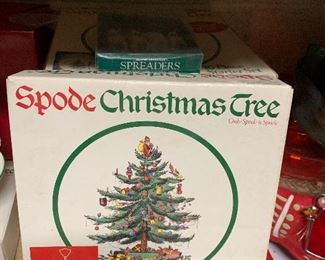 SPREADERS
Spode Christmas Tree
Only Spode is Spode